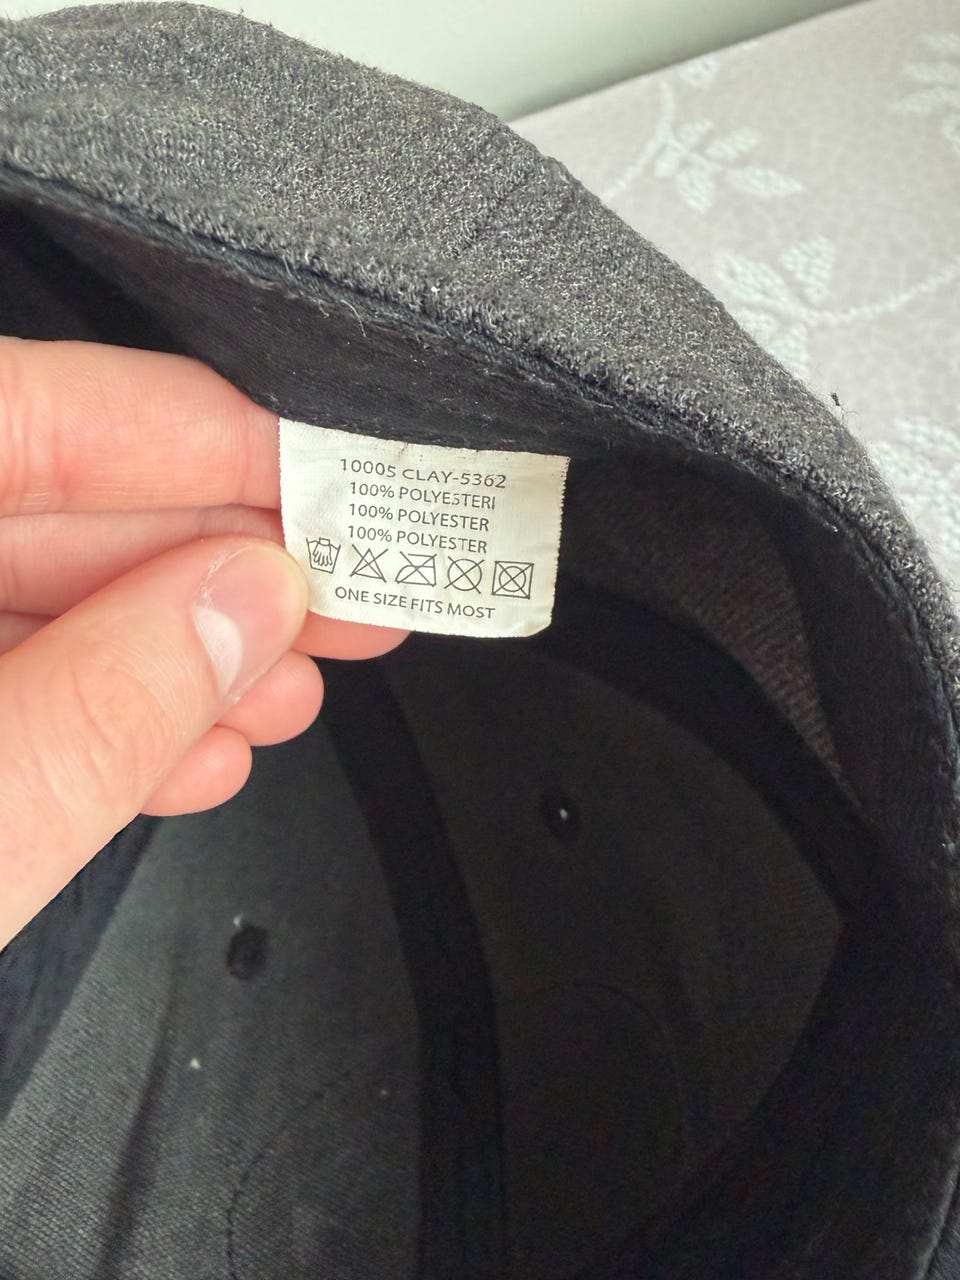 10005 CLAY-5362
100% POLYESTERI
100% POLYESTER
100% POLYESTER
ONE SIZE FITS MOST